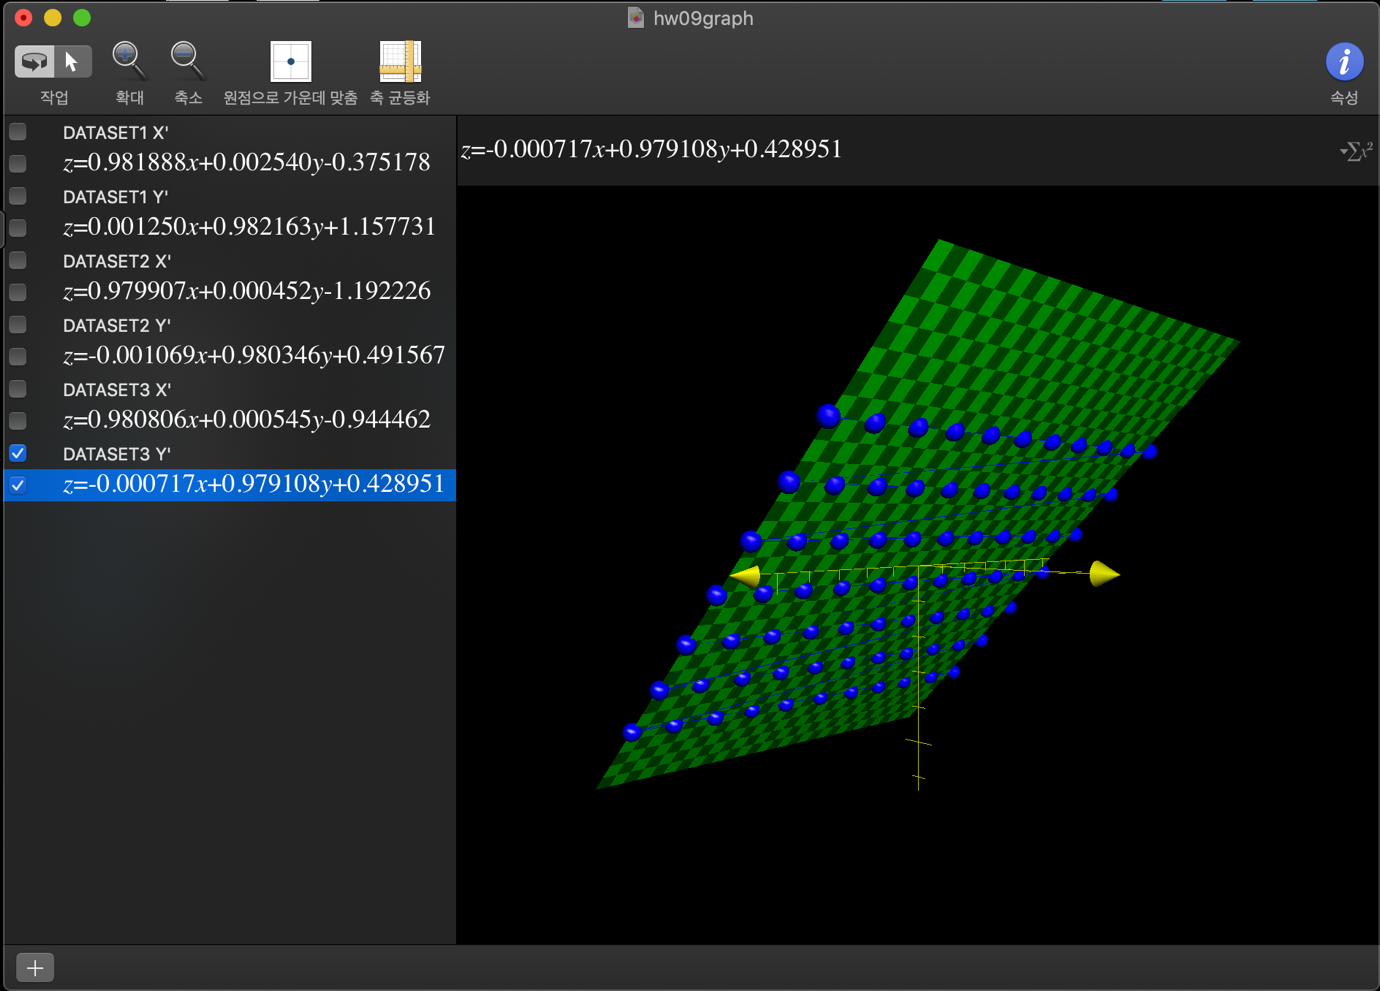 hw09graph
작업
확대
축소
원점으로 가운데 맞춤
축 균등화
속성
DATASET1 X'
z=0.981888x+0.002540y-0.375178
DATASET1 Y'
z=0.001250x+0.982163y+1.157731
DATASET2 X'
z=0.979907x+0.000452y-1.192226
DATASET2 Y'
z=-0.001069x+0.980346y+0.491567
DATASET3 X'
z=0.980806x+0.000545y-0.944462
DATASET3 Y'
z=-0.000717x+0.979108y+0.428951
z=-0.000717x+0.979108y+0.428951
Σx²